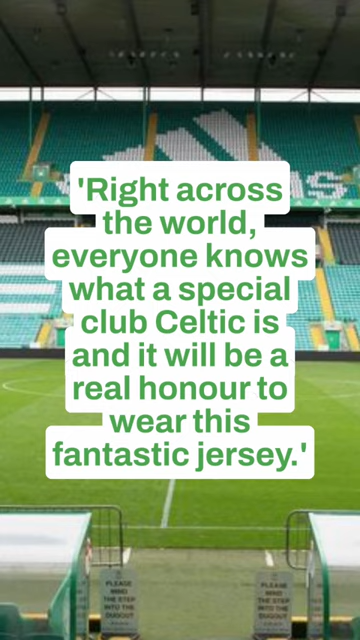 'Right across
the world,
everyone knows
what a special
club Celtic is
and it will be a
real honour to
wear this
fantastic jersey.'
PLEASE
MIND
THE STEP
INTO THE
DUGOUT
PLEASE
MIND
THE STEP
INTO THE
DUGOUT